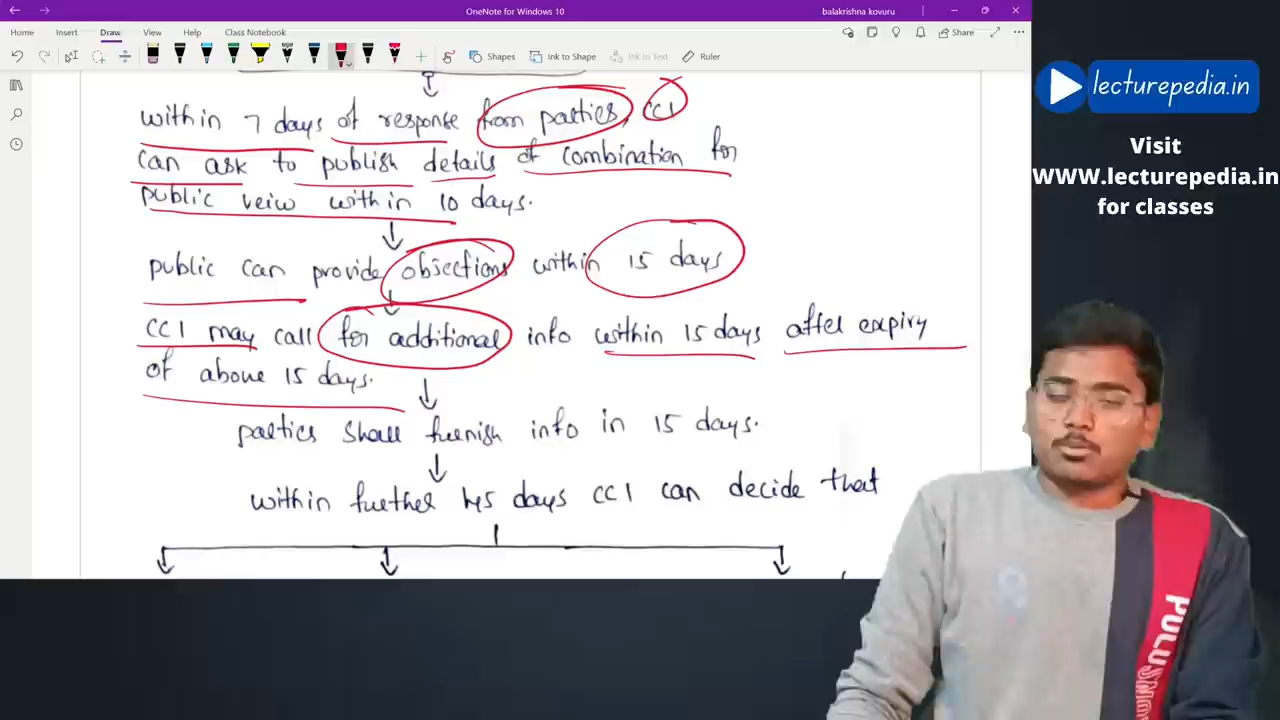 OneNote for Windows 10
balakrishna kovuru
Home Insert Draw View Help Class Notebook
Share
Shapes Ink to Shape Ink to Text Math Ruler
within 7 days of response from parties, CCI
can ask to publish details of combination for
public veiw within 10 days.
public can provide objections within 15 days
CCI may call for additional info within 15 days after expiry
of above 15 days.
parties shall furnish info in 15 days.
within further 45 days CCI can decide that
lecturepedia.in
Visit
WWW.lecturepedia.in
for classes